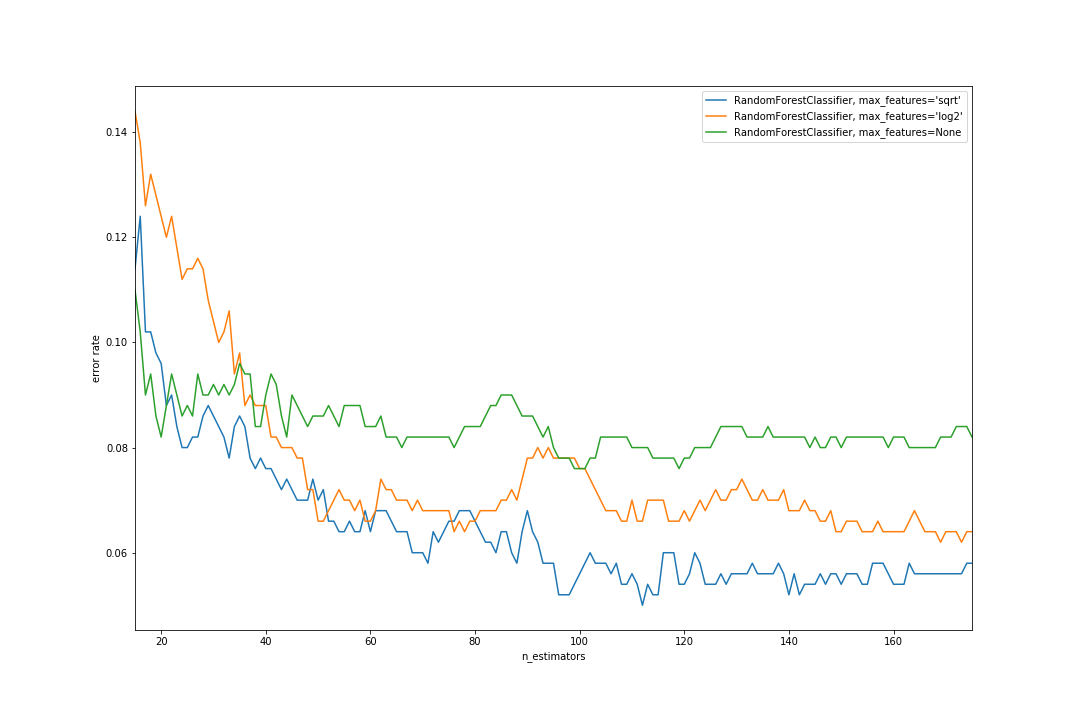 RandomForestClassifier, max_features='sqrt'
RandomForestClassifier, max_features='log2'
RandomForestClassifier, max_features=None
0.14
0.12
0.10
0.08
0.06
error rate
20 40 60 80 100 120 140 160
n_estimators